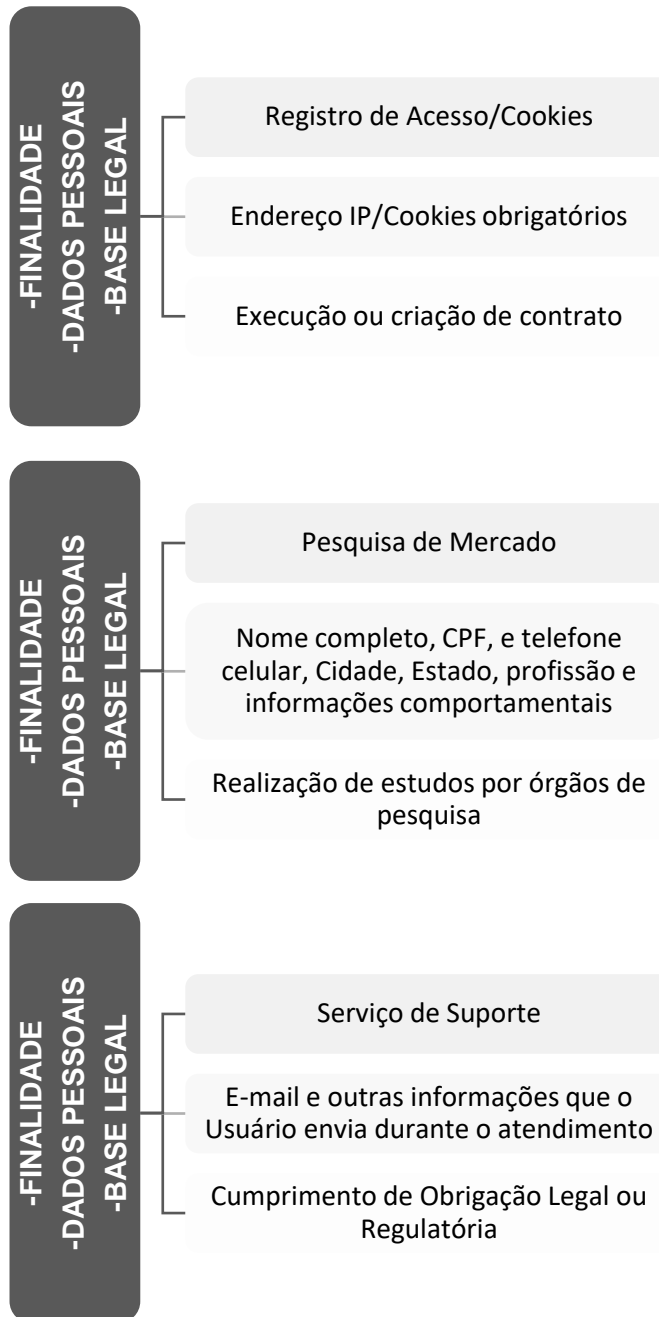 -FINALIDADE
-DADOS PESSOAIS
-BASE LEGAL
Registro de Acesso/Cookies
Endereço IP/Cookies obrigatórios
Execução ou criação de contrato
-FINALIDADE
-DADOS PESSOAIS
-BASE LEGAL
Pesquisa de Mercado
Nome completo, CPF, e telefone
celular, Cidade, Estado, profissão e
informações comportamentais
Realização de estudos por órgãos de
pesquisa
-FINALIDADE
-DADOS PESSOAIS
-BASE LEGAL
Serviço de Suporte
E-mail e outras informações que o
Usuário envia durante o atendimento
Cumprimento de Obrigação Legal ou
Regulatória